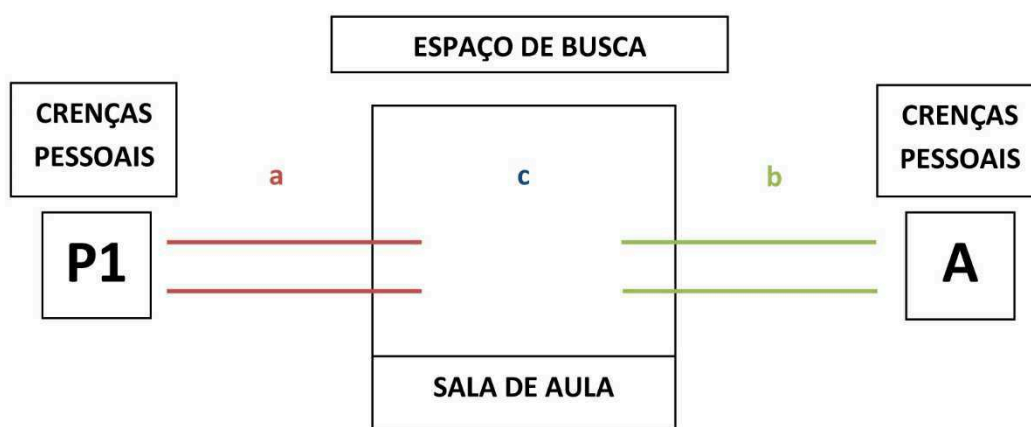 ESPAÇO DE BUSCA
CRENÇAS
PESSOAIS
CRENÇAS
PESSOAIS
a
c
b
P1
A
SALA DE AULA